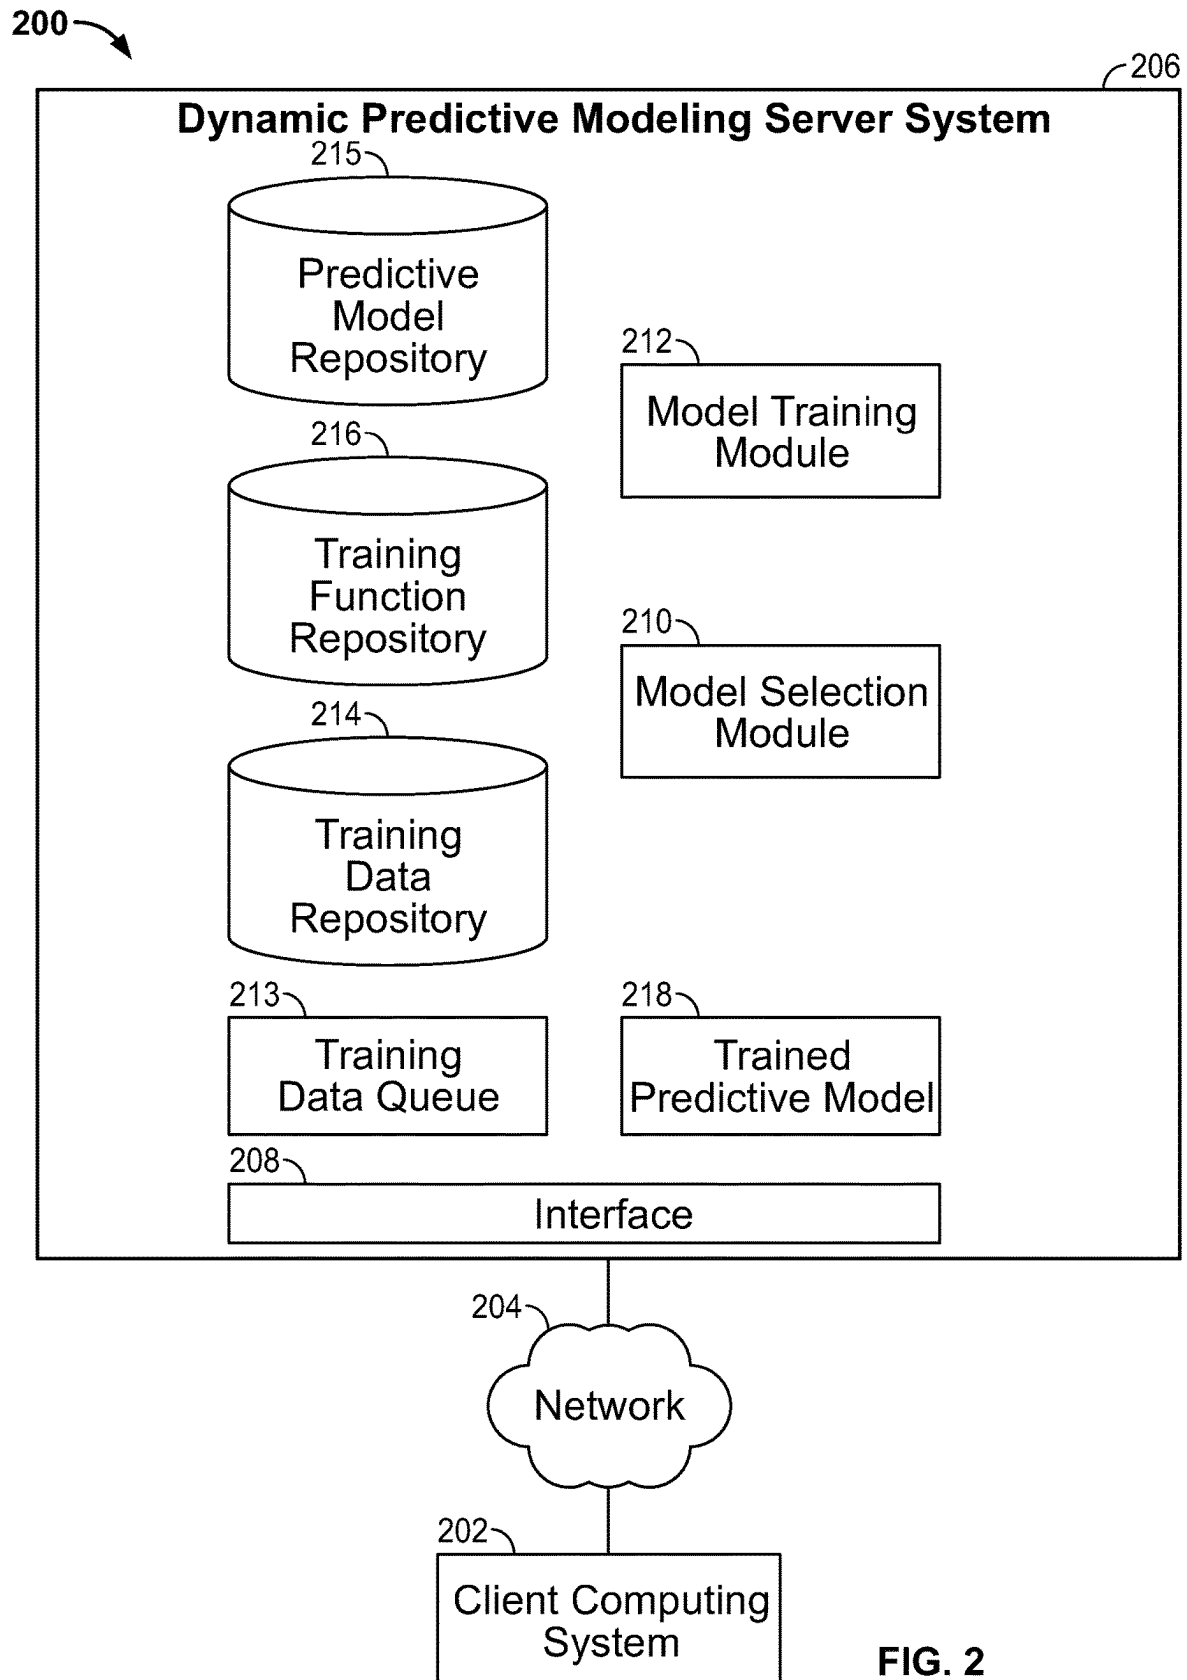 200
206
Dynamic Predictive Modeling Server System
215
Predictive
Model
Repository
212
Model Training
Module
216
Training
Function
Repository
210
Model Selection
Module
214
Training
Data
Repository
213
Training
Data Queue
218
Trained
Predictive Model
208
Interface
204
Network
202
Client Computing
System
FIG. 2